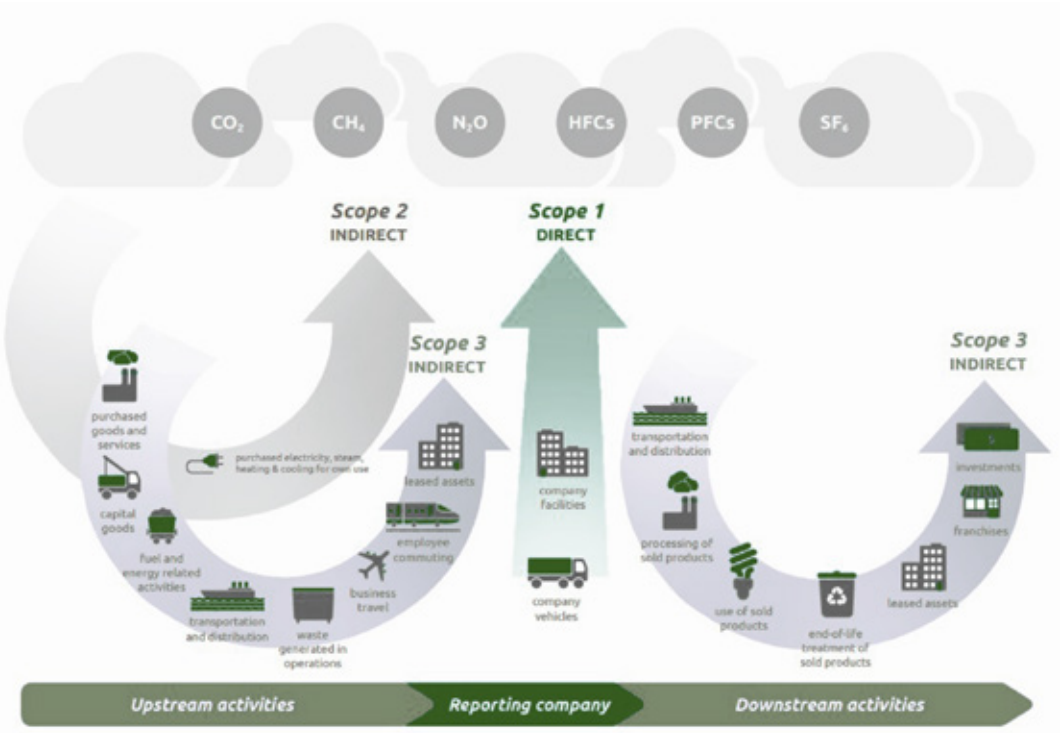 CO₂
CH₄
N₂O
HFCs
PFCs
SF₆
Scope 2
INDIRECT
Scope 1
DIRECT
Scope 3
INDIRECT
Scope 3
INDIRECT
purchased
goods and
services
capital
goods
fuel and
energy related
activities
transportation
and distribution
waste
generated in
operations
business
travel
employee
commuting
leased assets
purchased electricity, steam,
heating & cooling for own use
company
facilities
company
vehicles
transportation
and distribution
processing of
sold products
use of sold
products
end-of-life
treatment of
sold products
leased assets
franchises
investments
Upstream activities
Reporting company
Downstream activities